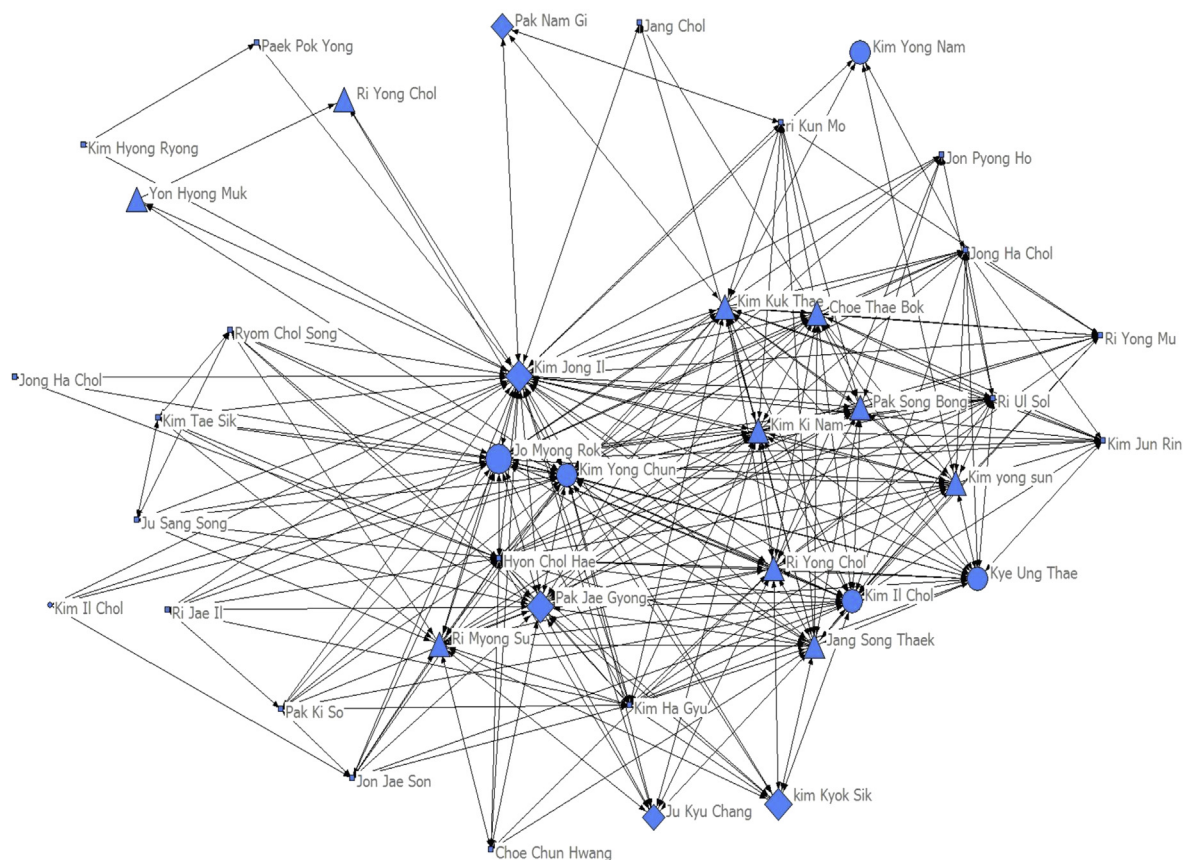 Pak Nam Gi
Jang Chol
Paek Pok Yong
Kim Yong Nam
Ri Yong Chol
ri Kun Mo
Kim Hyong Ryong
Jon Pyong Ho
Yon Hyong Muk
Jong Ha Chol
Kim Kuk Thae
Choe Thae Bok
Ryom Chol Song
Ri Yong Mu
Kim Jong Il
Jong Ha Chol
Pak Song Bong
Ri Ul Sol
Kim Tae Sik
Kim Ki Nam
Kim Jun Rin
Jo Myong Rok
Kim Yong Chun
Kim yong sun
Ju Sang Song
Hyon Chol Hae
Ri Yong Chol
Kye Ung Thae
Pak Jae Gyong
Kim Il Chol
Kim Il Chol
Ri Jae Il
Ri Myong Su
Jang Song Thaek
Pak Ki So
Kim Ha Gyu
Jon Jae Son
kim Kyok Sik
Ju Kyu Chang
Choe Chun Hwang